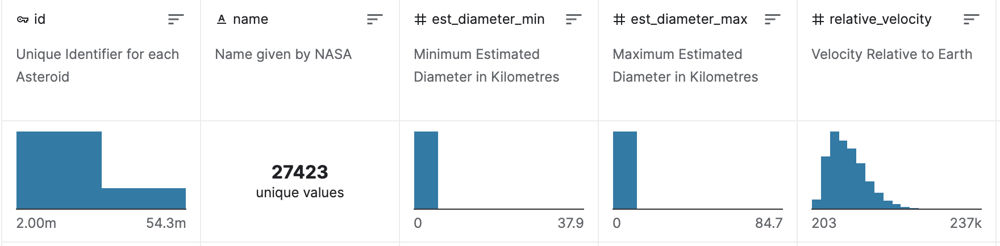 id
name
# est_diameter_min
# est_diameter_max
# relative_velocity
Unique Identifier for each
Asteroid
Name given by NASA
Minimum Estimated
Diameter in Kilometres
Maximum Estimated
Diameter in Kilometres
Velocity Relative to Earth
2.00m
54.3m
27423
unique values
0
37.9
0
84.7
203
237k